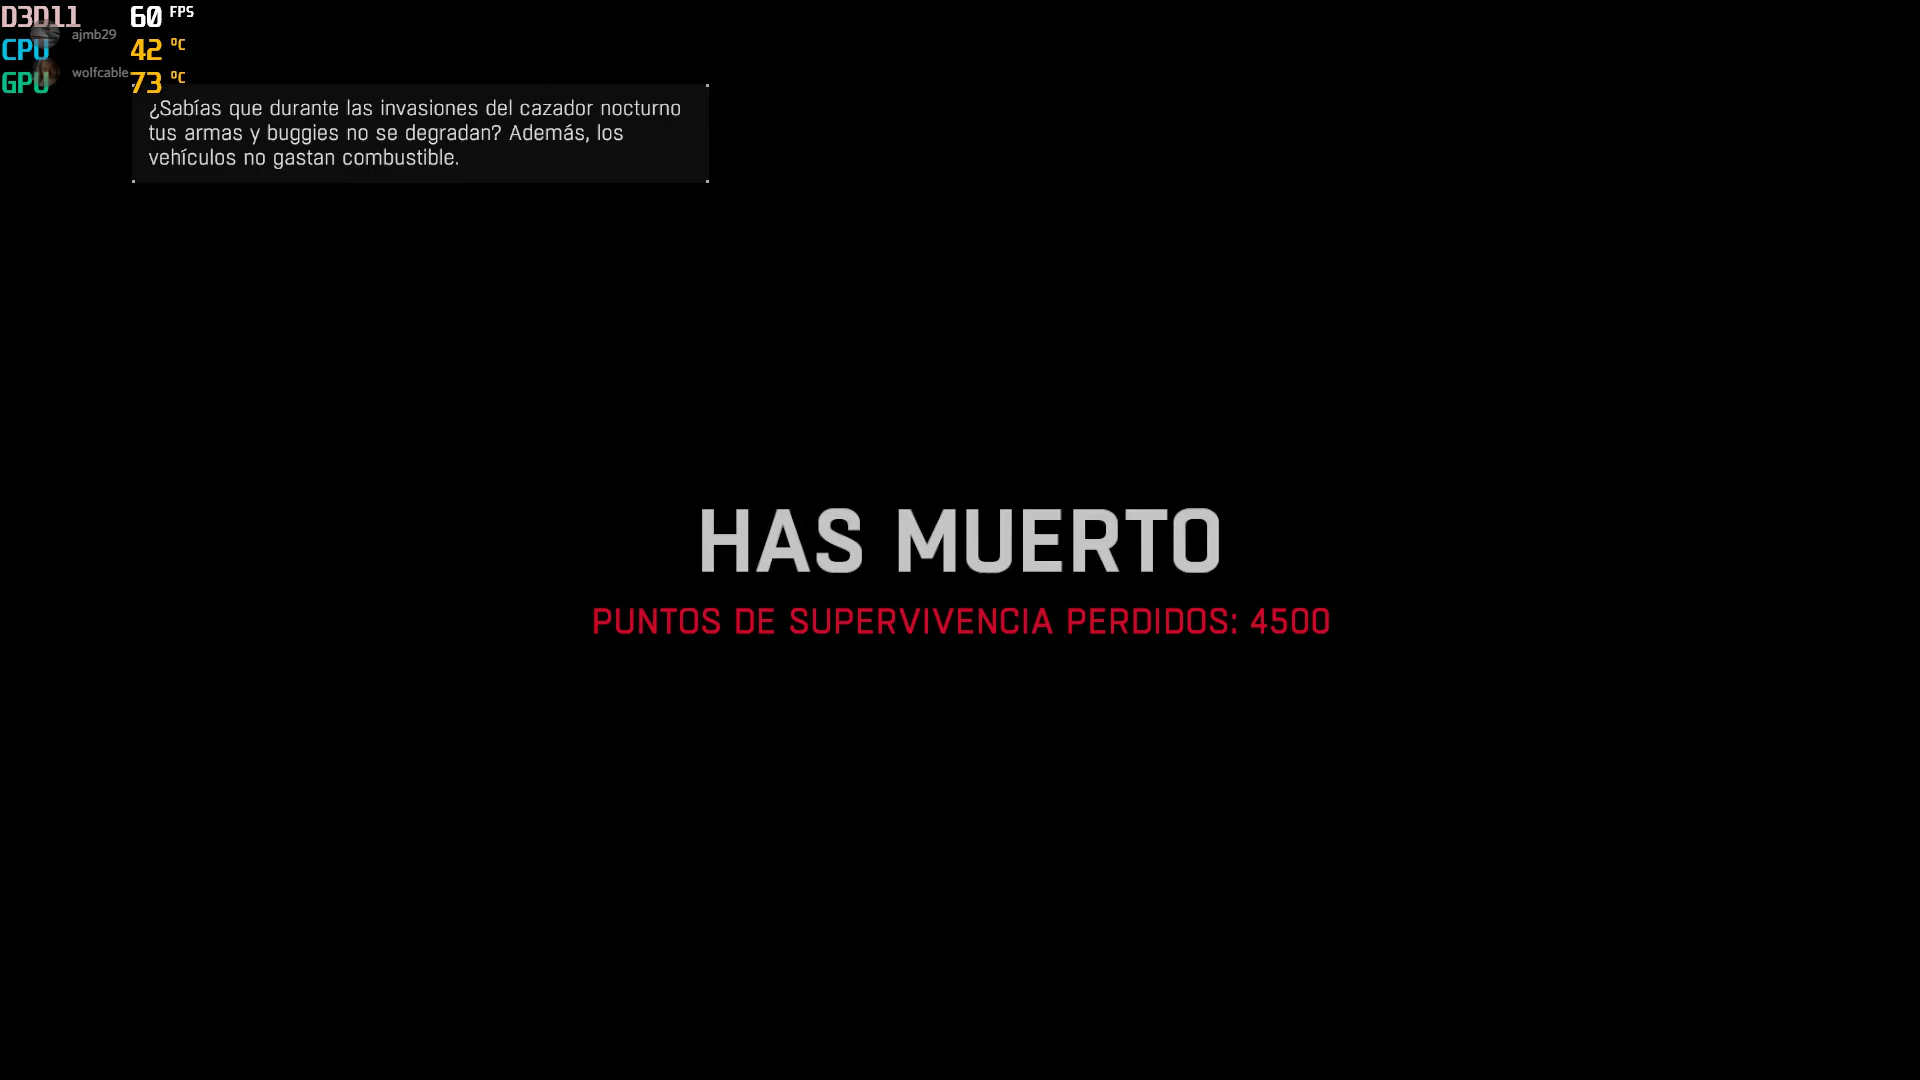 D3D11 60 FPS
ajmb29
CPU 42 °C
wolfcable
GPU 73 °C
¿Sabías que durante las invasiones del cazador nocturno
tus armas y buggies no se degradan? Además, los
vehículos no gastan combustible.
HAS MUERTO
PUNTOS DE SUPERVIVENCIA PERDIDOS: 4500